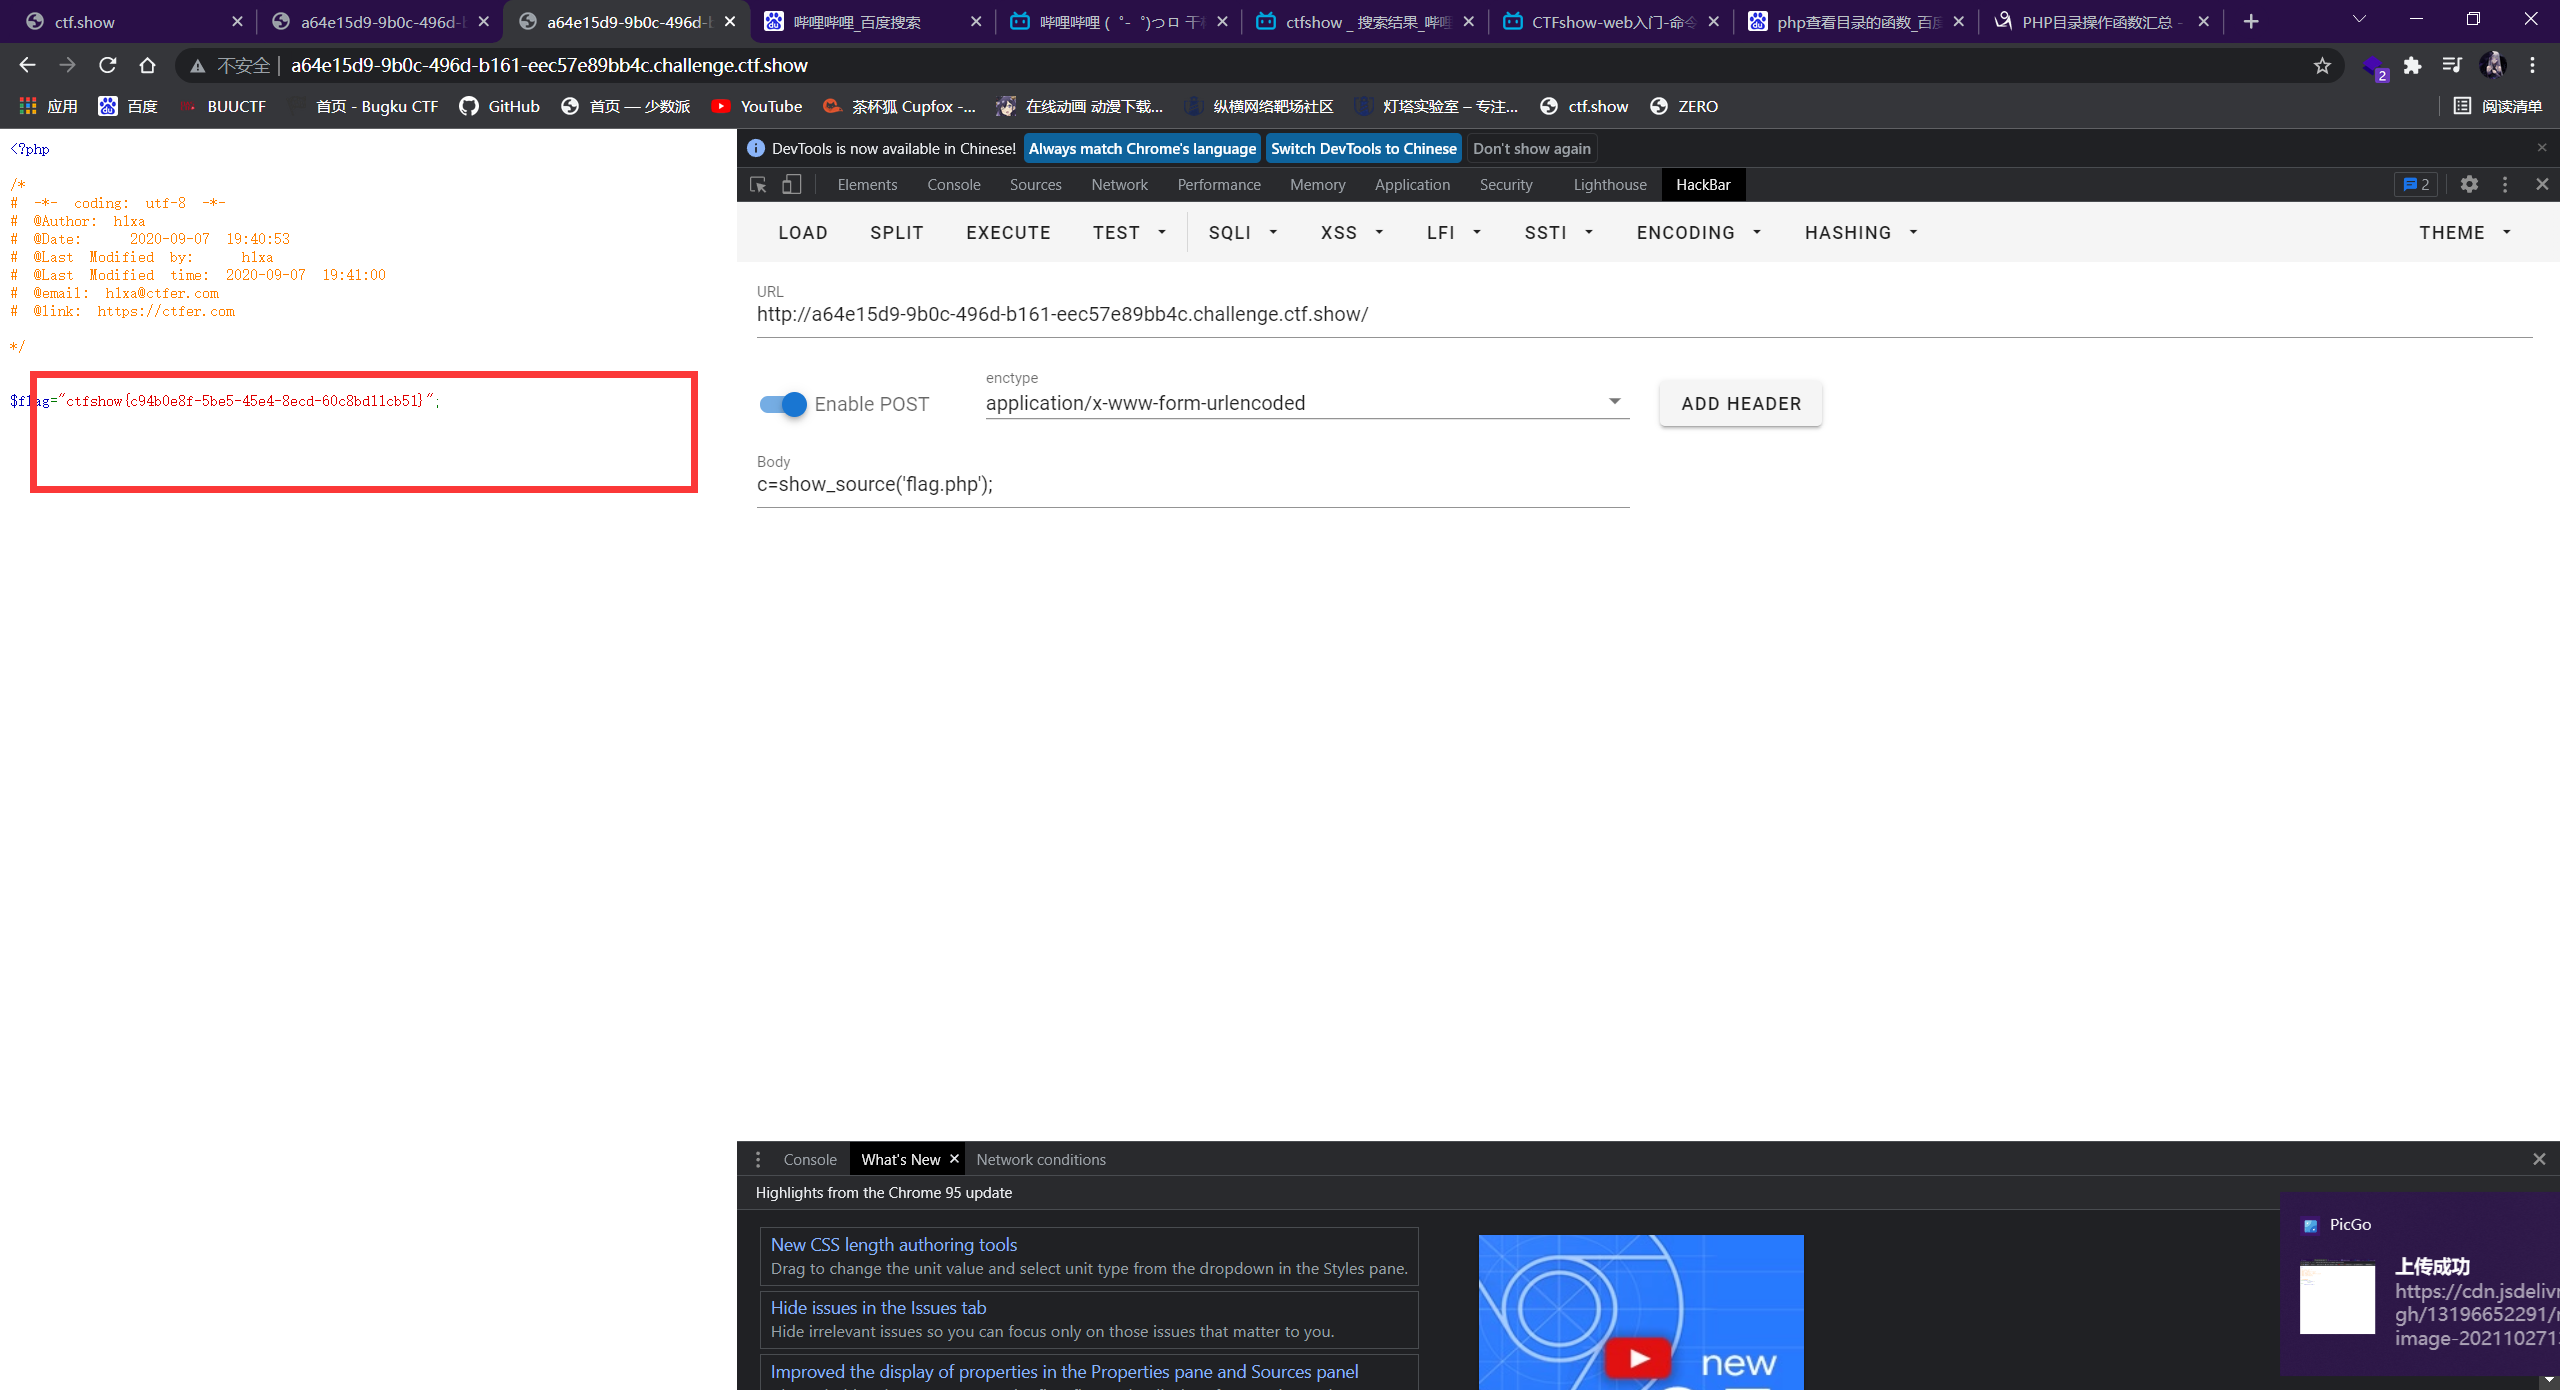 ctf.show
a64e15d9-9b0c-496d-b
a64e15d9-9b0c-496d-b
哔哩哔哩_百度搜索
哔哩哔哩 ( ゜- ゜)つロ 干杯
ctfshow _ 搜索结果_哔哩
CTFshow-web入门-命令
php查看目录的函数_百度
PHP目录操作函数汇总 -
不安全
a64e15d9-9b0c-496d-b161-eec57e89bb4c.challenge.ctf.show
2
应用
百度
BUUCTF
首页 - Bugku CTF
GitHub
首页 — 少数派
YouTube
茶杯狐 Cupfox -...
在线动画 动漫下载...
纵横网络靶场社区
灯塔实验室 – 专注...
ctf.show
ZERO
阅读清单
<?php
/*
# -*- coding: utf-8 -*-
# @Author: h1xa
# @Date: 2020-09-07 19:40:53
# @Last Modified by: h1xa
# @Last Modified time: 2020-09-07 19:41:00
# @email: h1xa@ctfer.com
# @link: https://ctfer.com
*/
$flag="ctfshow{c94b0e8f-5be5-45e4-8ecd-60c8bd11cb51}";
DevTools is now available in Chinese!
Always match Chrome's language
Switch DevTools to Chinese
Don't show again
Elements
Console
Sources
Network
Performance
Memory
Application
Security
Lighthouse
HackBar
2
LOAD
SPLIT
EXECUTE
TEST
SQLI
XSS
LFI
SSTI
ENCODING
HASHING
THEME
URL
http://a64e15d9-9b0c-496d-b161-eec57e89bb4c.challenge.ctf.show/
Enable POST
enctype
application/x-www-form-urlencoded
ADD HEADER
Body
c=show_source('flag.php');
Console
What's New
Network conditions
Highlights from the Chrome 95 update
New CSS length authoring tools
Drag to change the unit value and select unit type from the dropdown in the Styles pane.
Hide issues in the Issues tab
Hide irrelevant issues so you can focus only on those issues that matter to you.
Improved the display of properties in the Properties pane and Sources panel
new
PicGo
上传成功
https://cdn.jsdelivr
gh/13196652291/
image-202110271